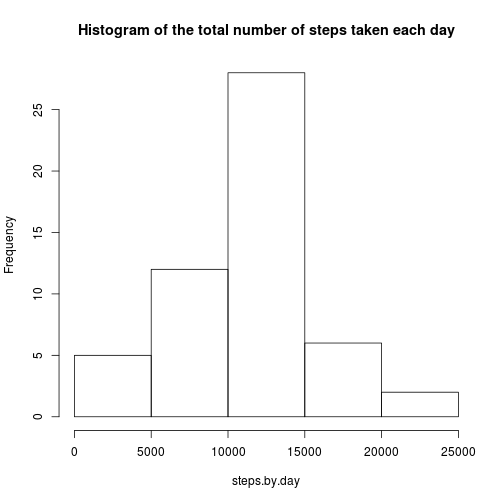 Histogram of the total number of steps taken each day
Frequency
25
20
15
10
5
0
0 5000 10000 15000 20000 25000
steps.by.day